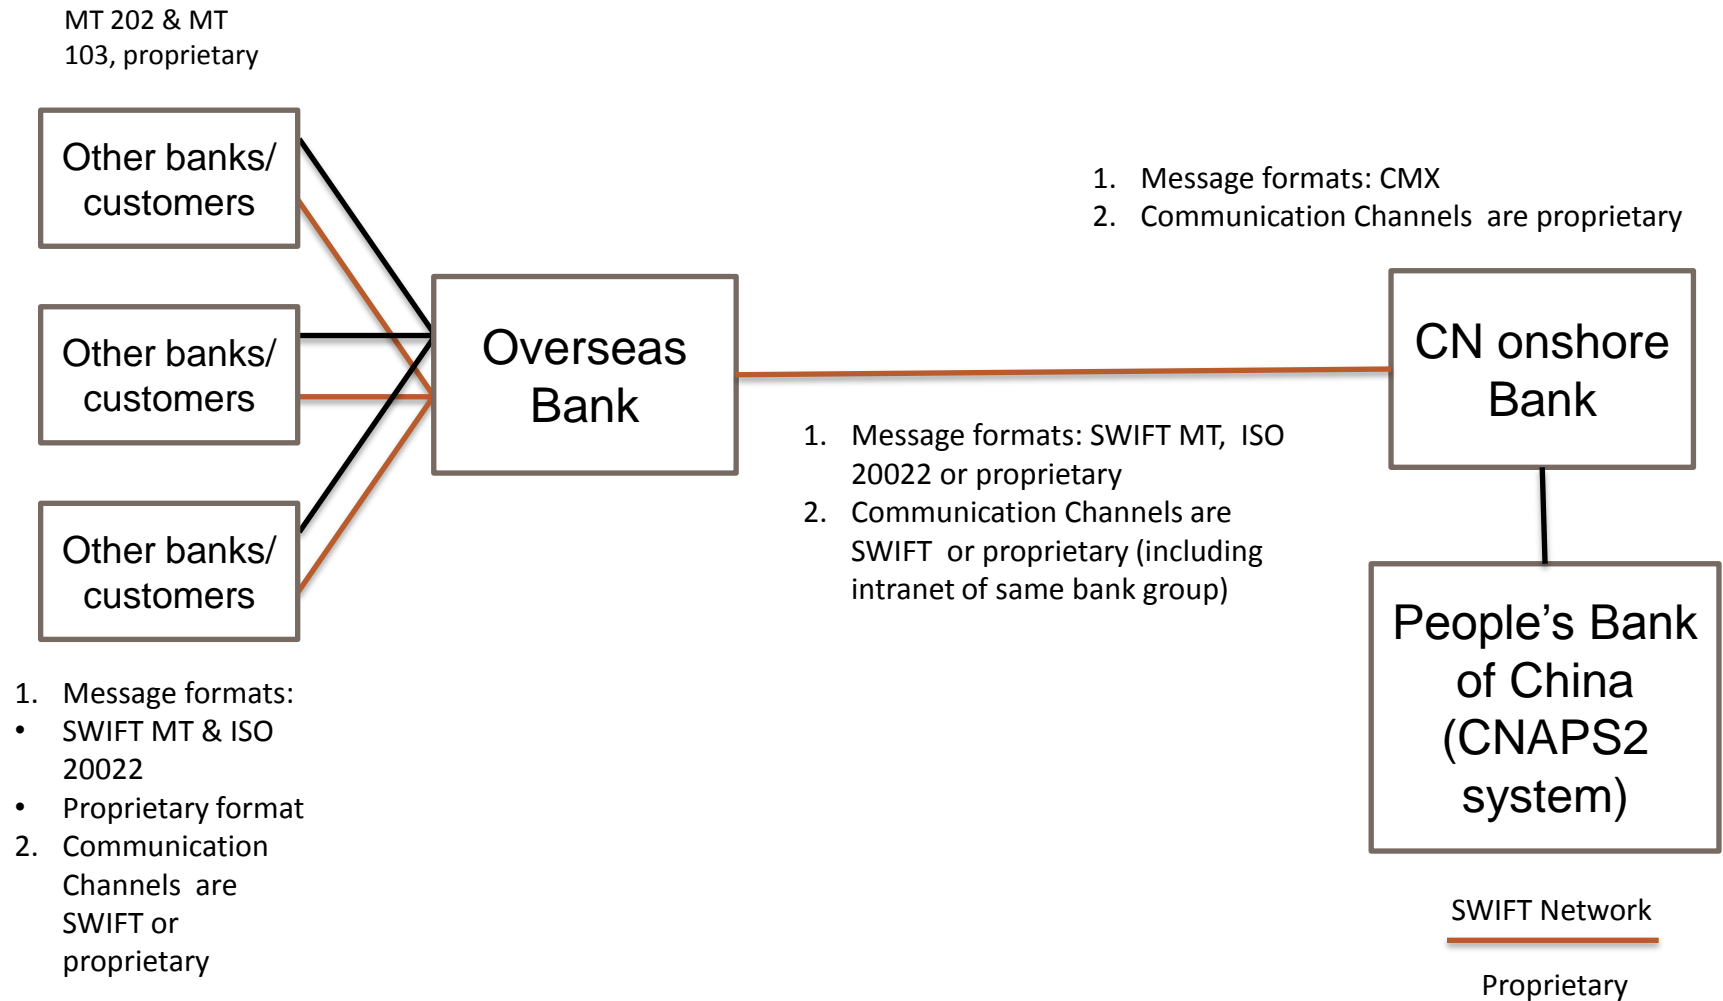 MT 202 & MT
103, proprietary
Other banks/
customers
Other banks/
customers
Other banks/
customers
1. Message formats:
• SWIFT MT & ISO
20022
• Proprietary format
2. Communication
Channels are
SWIFT or
proprietary
Overseas
Bank
1. Message formats: SWIFT MT, ISO
20022 or proprietary
2. Communication Channels are
SWIFT or proprietary (including
intranet of same bank group)
1. Message formats: CMX
2. Communication Channels are proprietary
CN onshore
Bank
People’s Bank
of China
(CNAPS2
system)
SWIFT Network
Proprietary